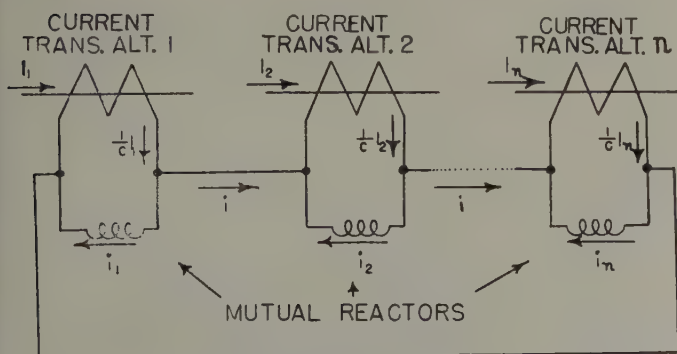 CURRENT
TRANS. ALT. 1
CURRENT
TRANS. ALT. 2
CURRENT
TRANS. ALT. n
I₁
I₂
Iₙ
1/c I₁
1/c I₂
1/c Iₙ
i
i
i₁
i₂
iₙ
MUTUAL REACTORS